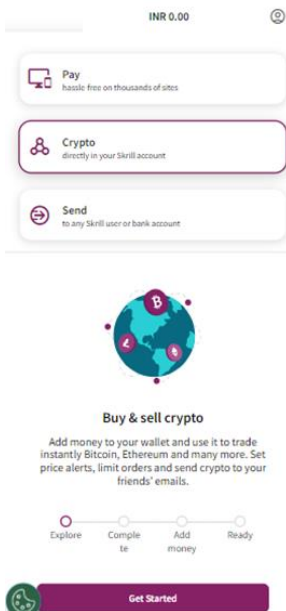 INR 0.00
Pay
hassle free on thousands of sites
Crypto
directly in your Skrill account
Send
to any Skrill user or bank account
Buy & sell crypto
Add money to your wallet and use it to trade
instantly Bitcoin, Ethereum and many more. Set
price alerts, limit orders and send crypto to your
friends' emails.
Explore Comple Add Ready
te money
Get Started